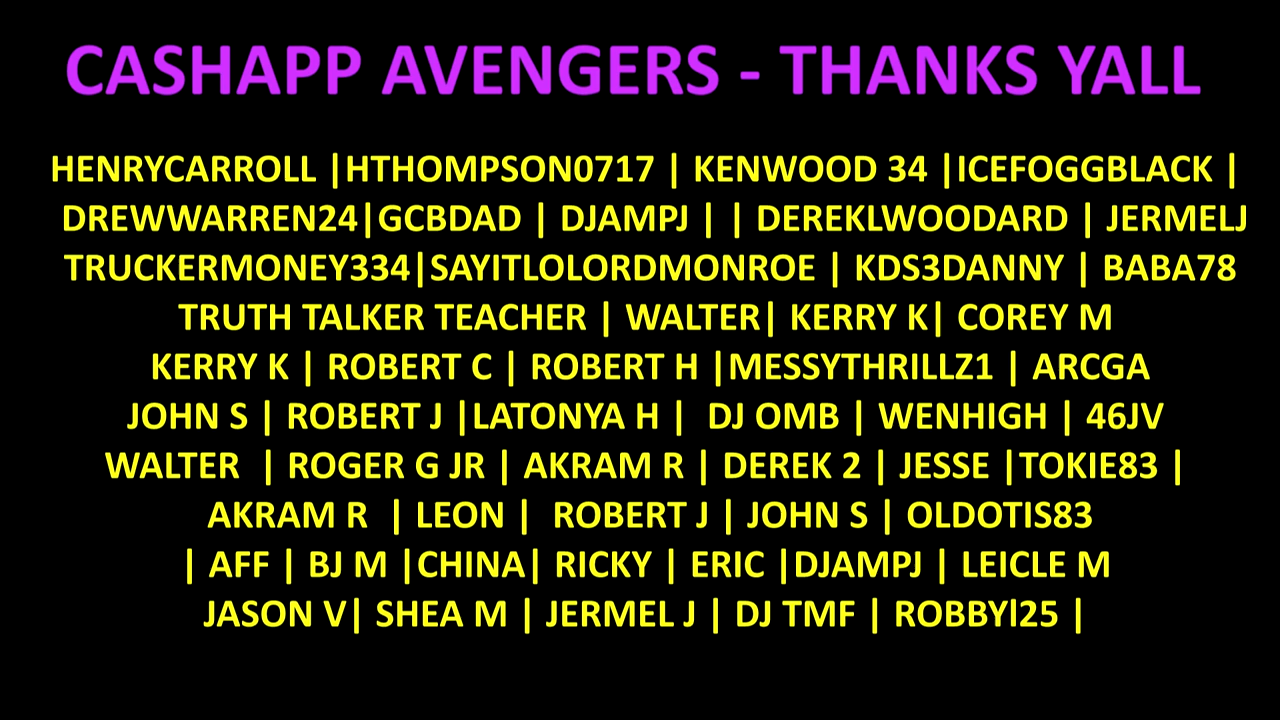 CASHAPP AVENGERS - THANKS YALL
HENRYCARROLL |HTHOMPSON0717 | KENWOOD 34 |ICEFOGGBLACK |
DREWWARREN24|GCBDAD | DJAMPJ | | DEREKLWOODARD | JERMELJ
TRUCKERMONEY334|SAYITLOLORDMONROE | KDS3DANNY | BABA78
TRUTH TALKER TEACHER | WALTER| KERRY K| COREY M
KERRY K | ROBERT C | ROBERT H |MESSYTHRILLZ1 | ARCGA
JOHN S | ROBERT J |LATONYA H | DJ OMB | WENHIGH | 46JV
WALTER | ROGER G JR | AKRAM R | DEREK 2 | JESSE |TOKIE83 |
AKRAM R | LEON | ROBERT J | JOHN S | OLDOTIS83
| AFF | BJ M |CHINA| RICKY | ERIC |DJAMPJ | LEICLE M
JASON V| SHEA M | JERMEL J | DJ TMF | ROBBYl25 |